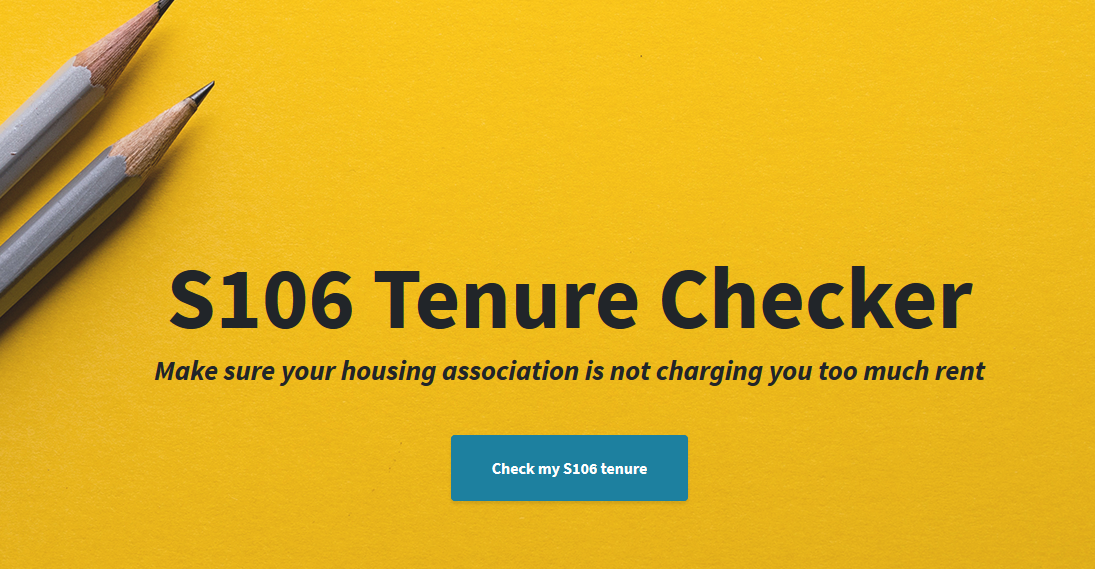 S106 Tenure Checker
Make sure your housing association is not charging you too much rent
Check my S106 tenure